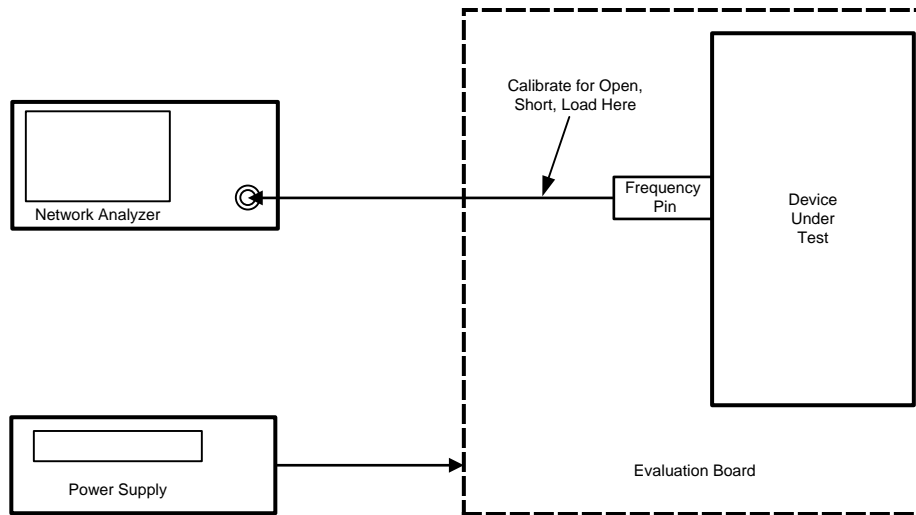 Calibrate for Open,
Short, Load Here
Frequency
Pin
Device
Under
Test
Network Analyzer
Power Supply
Evaluation Board